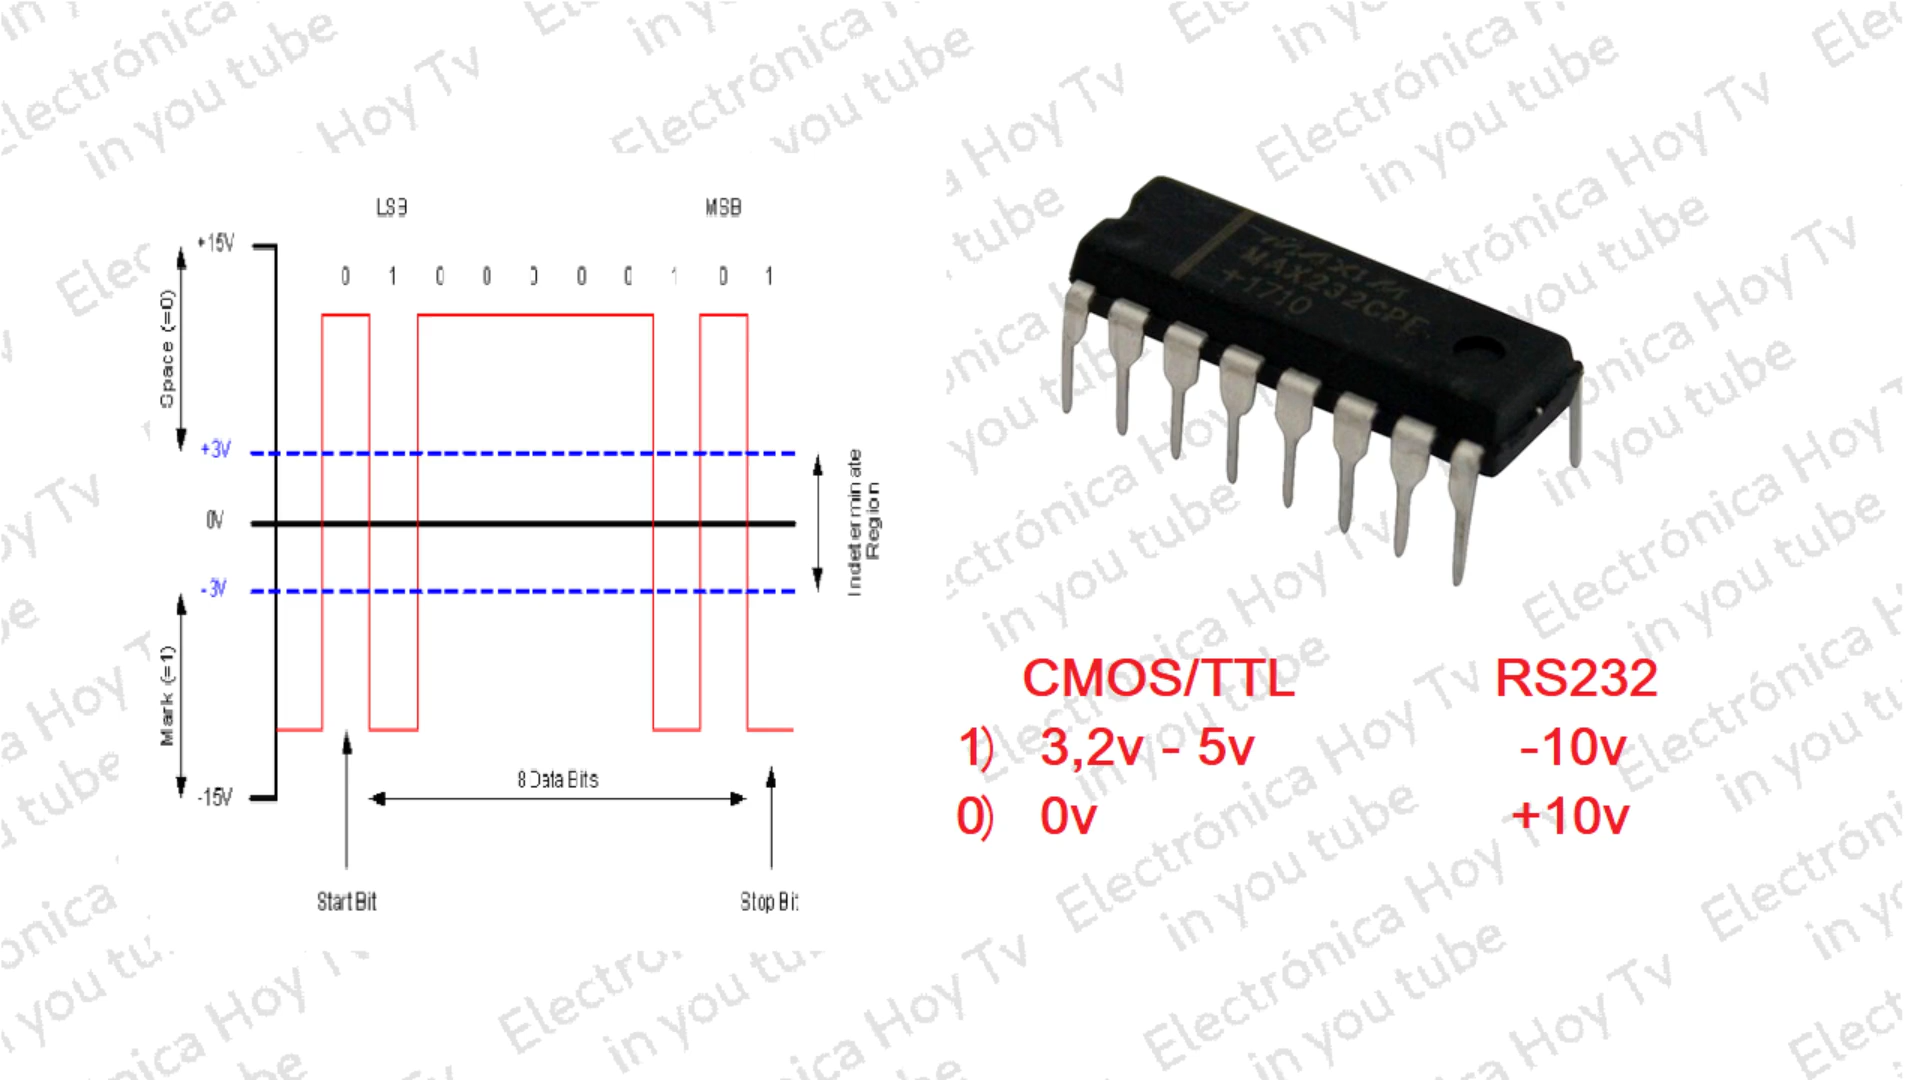 LSB
MSB
+15V
0 1 0 0 0 0 0 1 0 1
Space (=0)
+3V
0V
-3V
Indeterminate
Region
Mark (=1)
-15V
8 Data Bits
Start Bit
Stop Bit
MAXIM
MAX232CPE
+1710
CMOS/TTL RS232
1) 3,2v - 5v -10v
0) 0v +10v
Electrónica Hoy Tv
in you tube